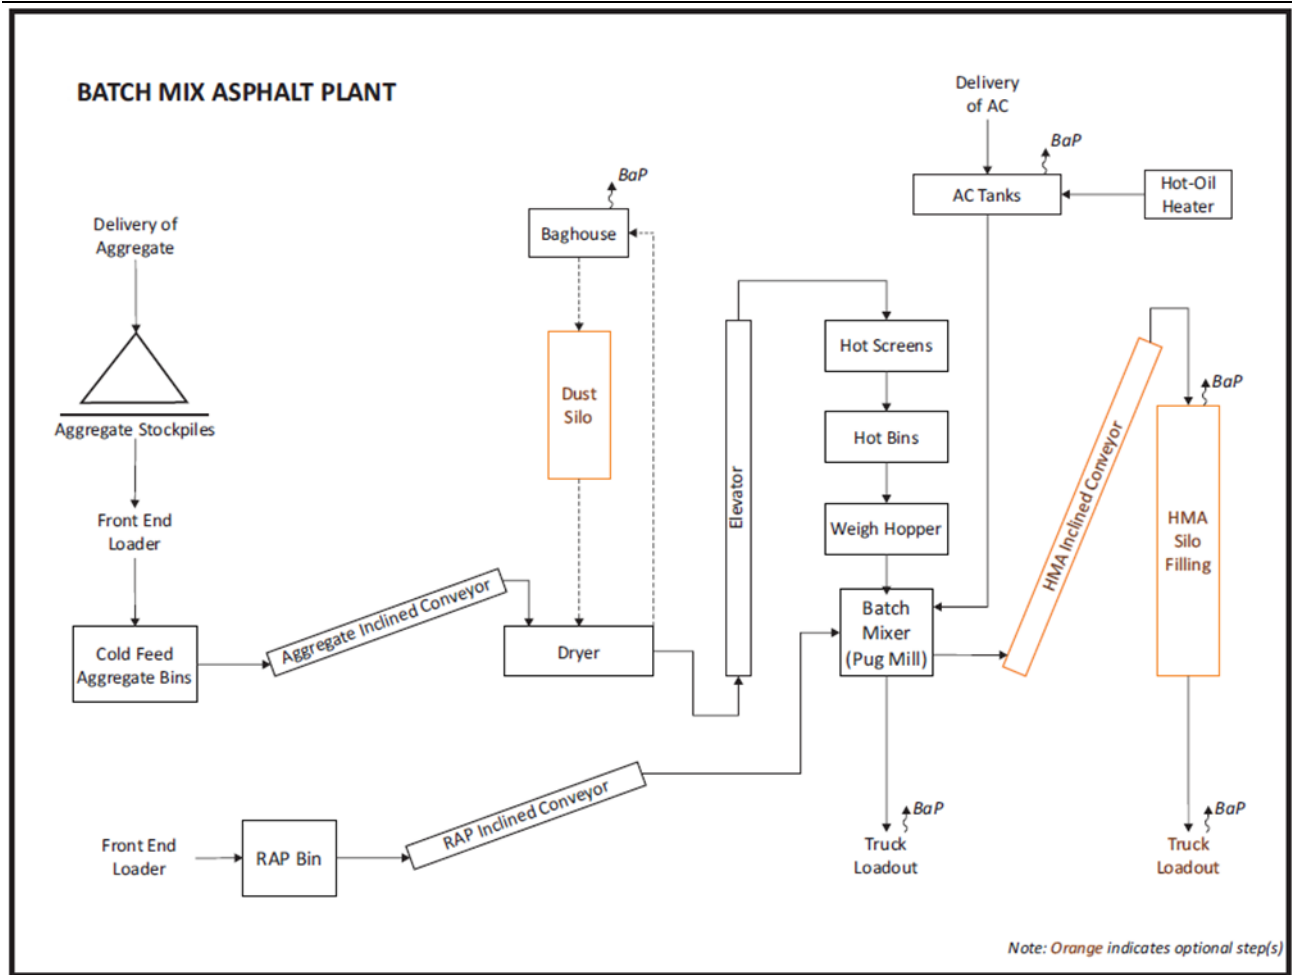 BATCH MIX ASPHALT PLANT
Delivery
of AC
BaP
AC Tanks
Hot-Oil
Heater
BaP
Baghouse
Delivery of
Aggregate
Aggregate Stockpiles
Front End
Loader
Cold Feed
Aggregate Bins
Aggregate Inclined Conveyor
Dust
Silo
Dryer
Elevator
Hot Screens
Hot Bins
Weigh Hopper
Batch
Mixer
(Pug Mill)
HMA Inclined Conveyor
BaP
HMA
Silo
Filling
Front End
Loader
RAP Bin
RAP Inclined Conveyor
BaP
Truck
Loadout
BaP
Truck
Loadout
Note: Orange indicates optional step(s)